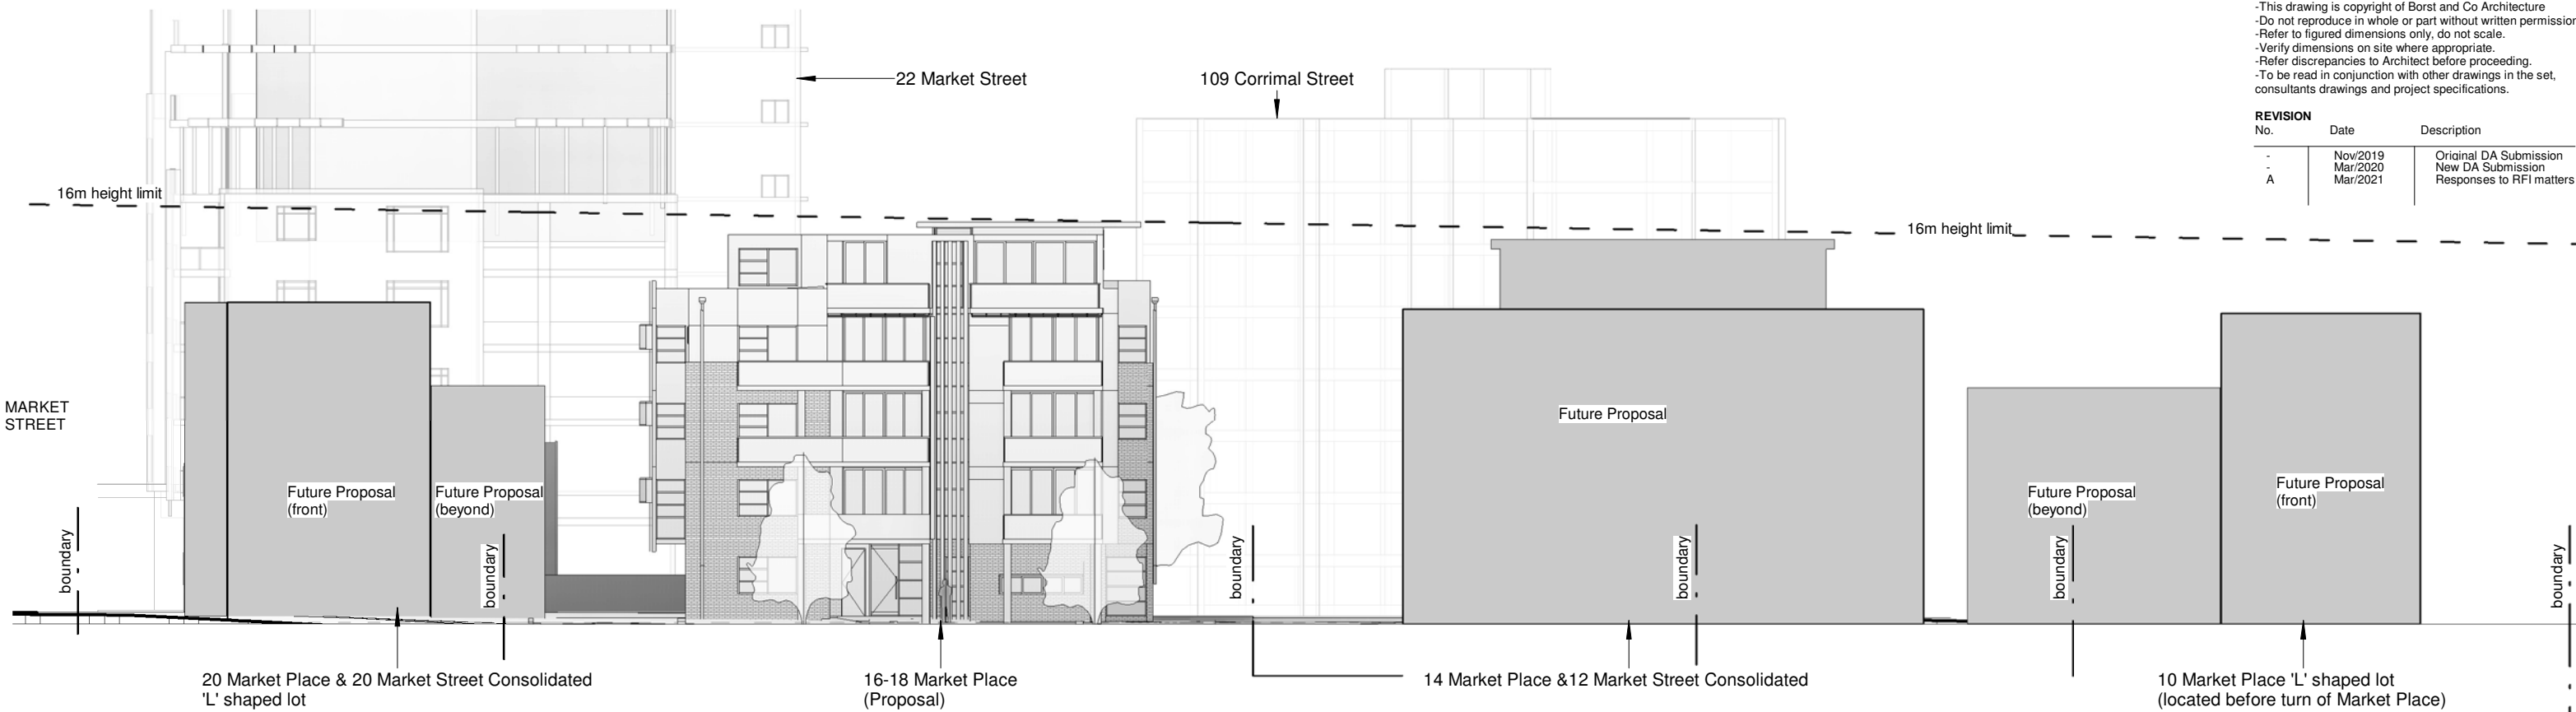 -This drawing is copyright of Borst and Co Architecture
-Do not reproduce in whole or part without written permission
-Refer to figured dimensions only, do not scale.
-Verify dimensions on site where appropriate.
-Refer discrepancies to Architect before proceeding.
-To be read in conjunction with other drawings in the set,
consultants drawings and project specifications.
REVISION
No. Date Description
- Nov/2019 Original DA Submission
- Mar/2020 New DA Submission
A Mar/2021 Responses to RFI matters
22 Market Street
109 Corrimal Street
16m height limit
16m height limit
MARKET
STREET
Future Proposal
(front)
Future Proposal
(beyond)
Future Proposal
Future Proposal
(beyond)
Future Proposal
(front)
boundary
boundary
boundary
boundary
boundary
boundary
20 Market Place & 20 Market Street Consolidated
'L' shaped lot
16-18 Market Place
(Proposal)
14 Market Place &12 Market Street Consolidated
10 Market Place 'L' shaped lot
(located before turn of Market Place)